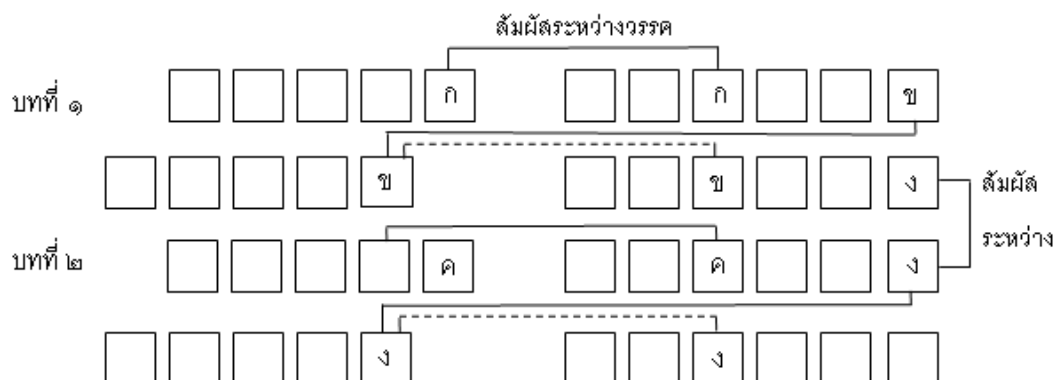 สัมผัสระหว่างวรรค
บทที่ ๑ ก ก ข
ข ข ง สัมผัส
ระหว่าง
บทที่ ๒ ค ค ง
ง ง